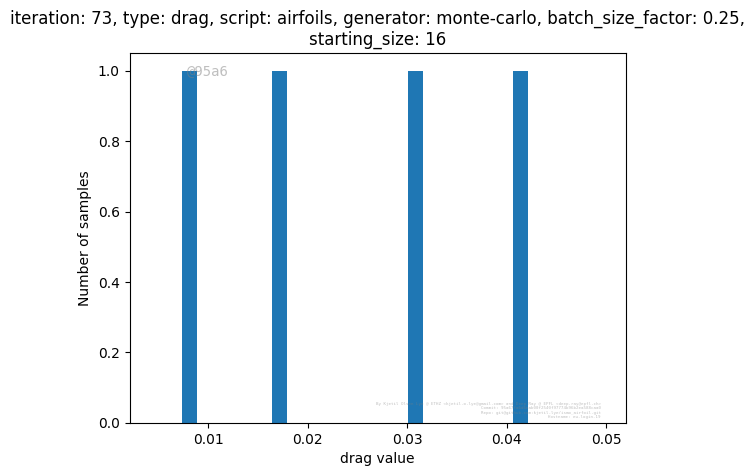 iteration: 73, type: drag, script: airfoils, generator: monte-carlo, batch_size_factor: 0.25,
starting_size: 16
@95a6
1.0
0.8
0.6
0.4
0.2
0.0
Number of samples
0.01
0.02
0.03
0.04
0.05
drag value